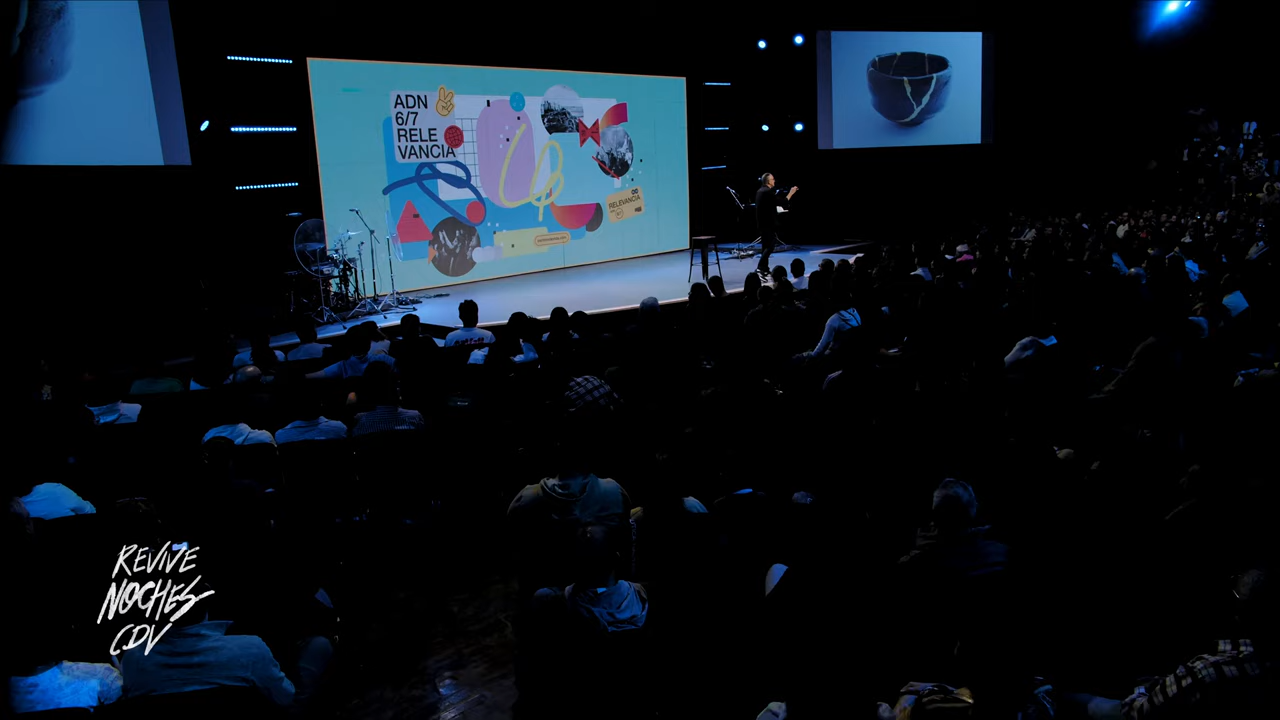 ADN
6/7
RELE
VANCIA
RELEVANCIA
REVIVE
NOCHES
CDV